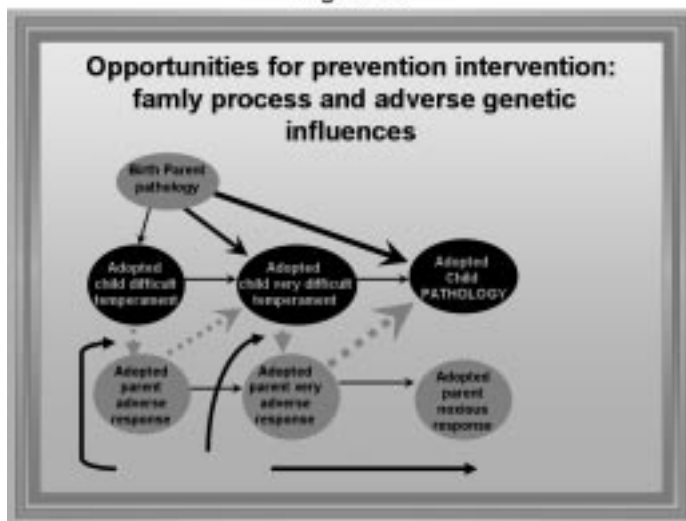 Opportunities for prevention intervention:
famly process and adverse genetic
influences
Birth Parent
pathology
Adopted
child difficult
temperament
Adopted
child very difficult
temperament
Adopted
Child
PATHOLOGY
Adopted
parent
adverse
response
Adopted
parent very
adverse
response
Adopted
parent
noxious
response